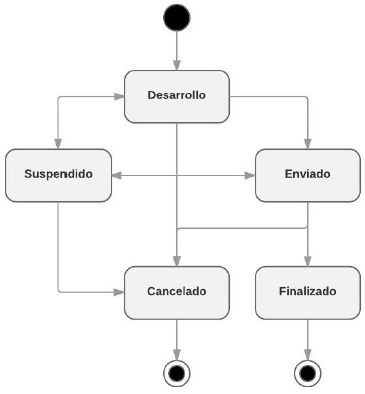 Desarrollo
Suspendido
Enviado
Cancelado
Finalizado